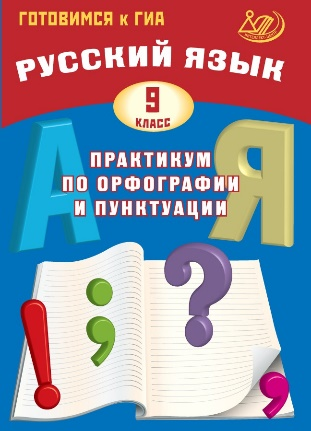 ГОТОВИМСЯ К ГИА
РУССКИЙ ЯЗЫК
9
КЛАСС
А Я
ПРАКТИКУМ
ПО ОРФОГРАФИИ
И ПУНКТУАЦИИ
! ; ? ,